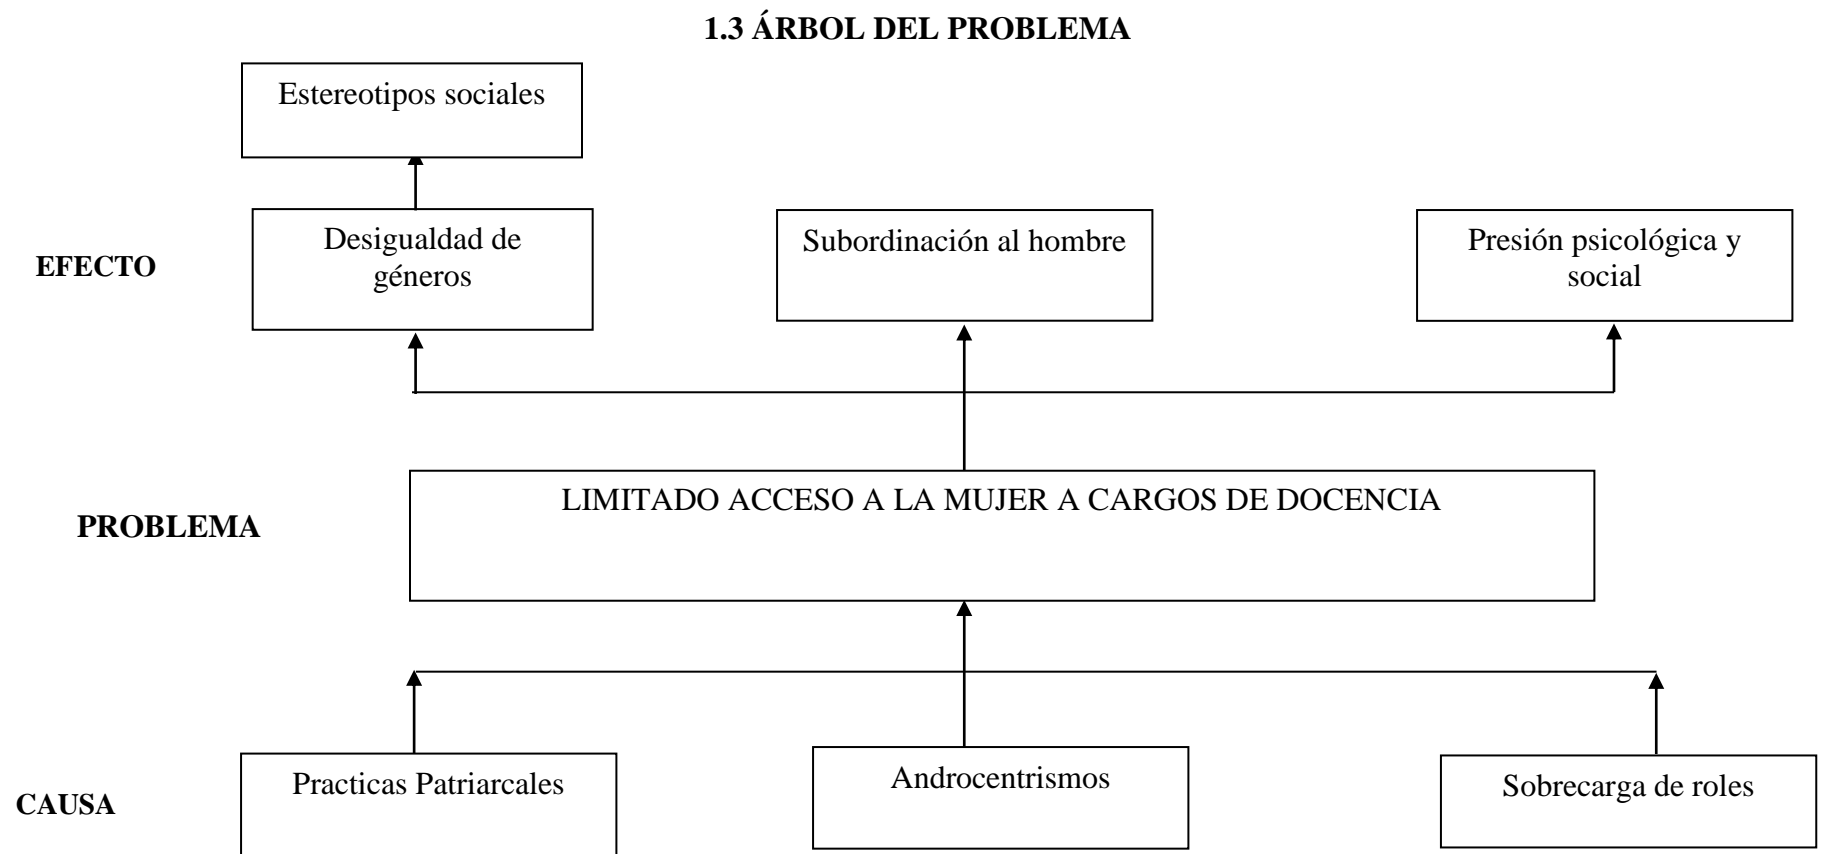 1.3 ÁRBOL DEL PROBLEMA
Estereotipos sociales
EFECTO
Desigualdad de
géneros
Subordinación al hombre
Presión psicológica y
social
PROBLEMA
LIMITADO ACCESO A LA MUJER A CARGOS DE DOCENCIA
CAUSA
Practicas Patriarcales
Androcentrismos
Sobrecarga de roles